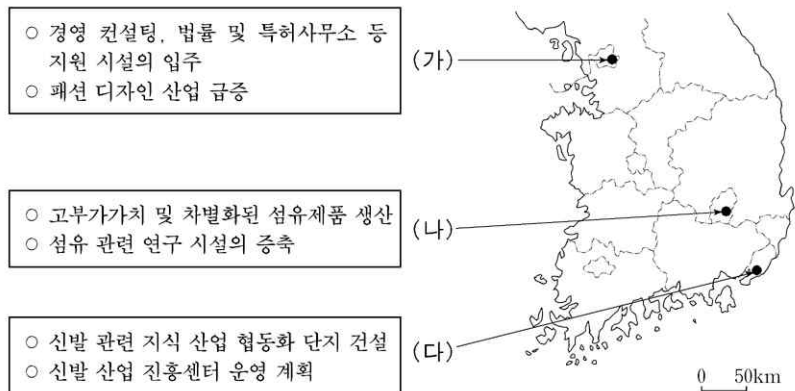 ○ 경영 컨설팅, 법률 및 특허사무소 등
지원 시설의 입주
○ 패션 디자인 산업 급증
(가)
○ 고부가가치 및 차별화된 섬유제품 생산
○ 섬유 관련 연구 시설의 증축
(나)
○ 신발 관련 지식 산업 협동화 단지 건설
○ 신발 산업 진흥센터 운영 계획
(다)
0 50km